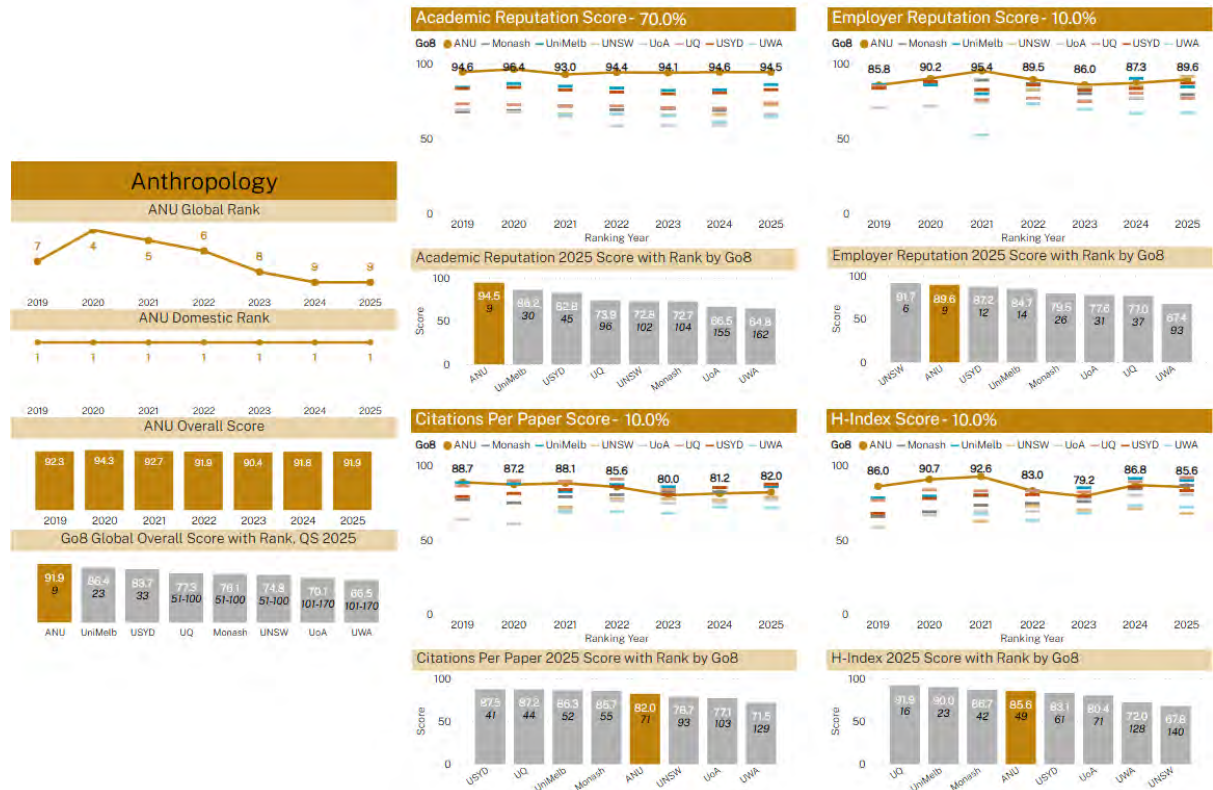 Anthropology
ANU Global Rank
7 4 5 6 8 9 9
2019 2020 2021 2022 2023 2024 2025
ANU Domestic Rank
1 1 1 1 1 1 1
2019 2020 2021 2022 2023 2024 2025
ANU Overall Score
92.3 94.3 92.7 91.9 90.4 91.8 91.9
2019 2020 2021 2022 2023 2024 2025
Go8 Global Overall Score with Rank, QS 2025
91.9 86.4 83.7 77.3 76.1 74.8 70.1 66.5
9 23 33 51-100 51-100 51-100 101-170 101-170
ANU UniMelb USYD UQ Monash UNSW UoA UWA
Academic Reputation Score - 70.0%
Go8 ANU Monash UniMelb UNSW UoA UQ USYD UWA
100
94.6 96.4 93.0 94.4 94.1 94.6 94.5
50
0
2019 2020 2021 2022 2023 2024 2025
Ranking Year
Academic Reputation 2025 Score with Rank by Go8
100
50
0
Score
94.5 86.2 82.8 73.9 72.8 72.7 66.5 64.8
9 30 45 96 102 104 155 162
ANU UniMelb USYD UQ UNSW Monash UoA UWA
Employer Reputation Score - 10.0%
Go8 ANU Monash UniMelb UNSW UoA UQ USYD UWA
100
85.8 90.2 95.4 89.5 86.0 87.3 89.6
50
0
2019 2020 2021 2022 2023 2024 2025
Ranking Year
Employer Reputation 2025 Score with Rank by Go8
100
50
0
Score
91.7 89.6 87.2 84.7 79.5 77.6 77.0 67.4
6 9 12 14 26 31 37 93
UNSW ANU USYD UniMelb Monash UoA UQ UWA
Citations Per Paper Score - 10.0%
Go8 ANU Monash UniMelb UNSW UoA UQ USYD UWA
100
88.7 87.2 88.1 85.6 80.0 81.2 82.0
50
0
2019 2020 2021 2022 2023 2024 2025
Ranking Year
Citations Per Paper 2025 Score with Rank by Go8
100
50
0
Score
87.5 87.2 86.3 85.7 82.0 78.7 77.1 71.5
41 44 52 55 71 93 103 129
USYD UQ UniMelb Monash ANU UNSW UoA UWA
H-Index Score - 10.0%
Go8 ANU Monash UniMelb UNSW UoA UQ USYD UWA
100
86.0 90.7 92.6 83.0 79.2 86.8 85.6
50
0
2019 2020 2021 2022 2023 2024 2025
Ranking Year
H-Index 2025 Score with Rank by Go8
100
50
0
Score
91.9 90.0 86.7 85.6 83.1 80.4 72.0 67.8
16 23 42 49 61 71 128 140
UQ UniMelb Monash ANU USYD UoA UWA UNSW